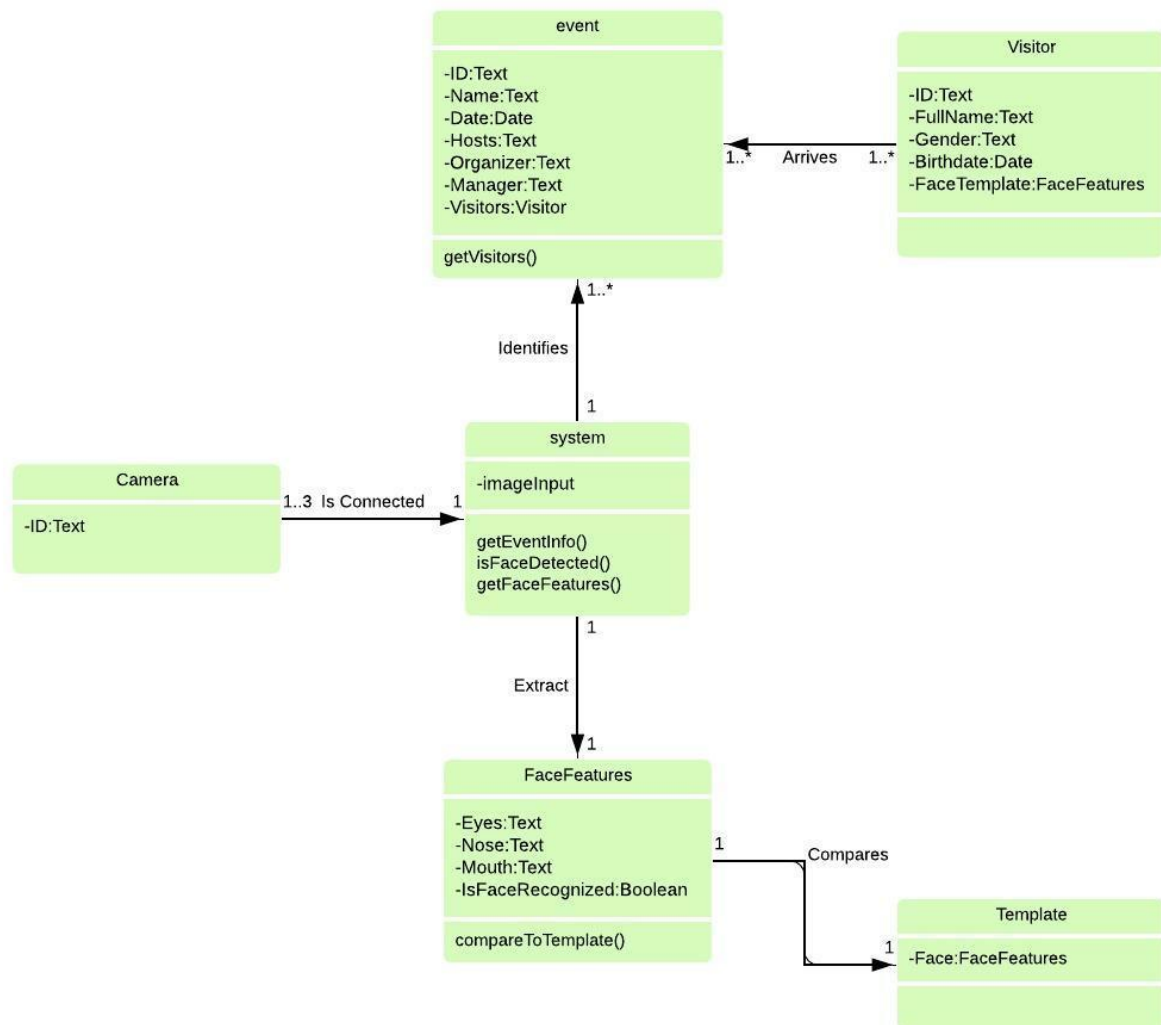 event
-ID:Text
-Name:Text
-Date:Date
-Hosts:Text
-Organizer:Text
-Manager:Text
-Visitors:Visitor
getVisitors()
Visitor
-ID:Text
-FullName:Text
-Gender:Text
-Birthdate:Date
-FaceTemplate:FaceFeatures
1..* Arrives 1..*
1..*
Identifies
1
system
-imageInput
getEventInfo()
isFaceDetected()
getFaceFeatures()
Camera
-ID:Text
1..3 Is Connected 1
1
Extract
1
FaceFeatures
-Eyes:Text
-Nose:Text
-Mouth:Text
-IsFaceRecognized:Boolean
compareToTemplate()
1
Compares
1
Template
-Face:FaceFeatures